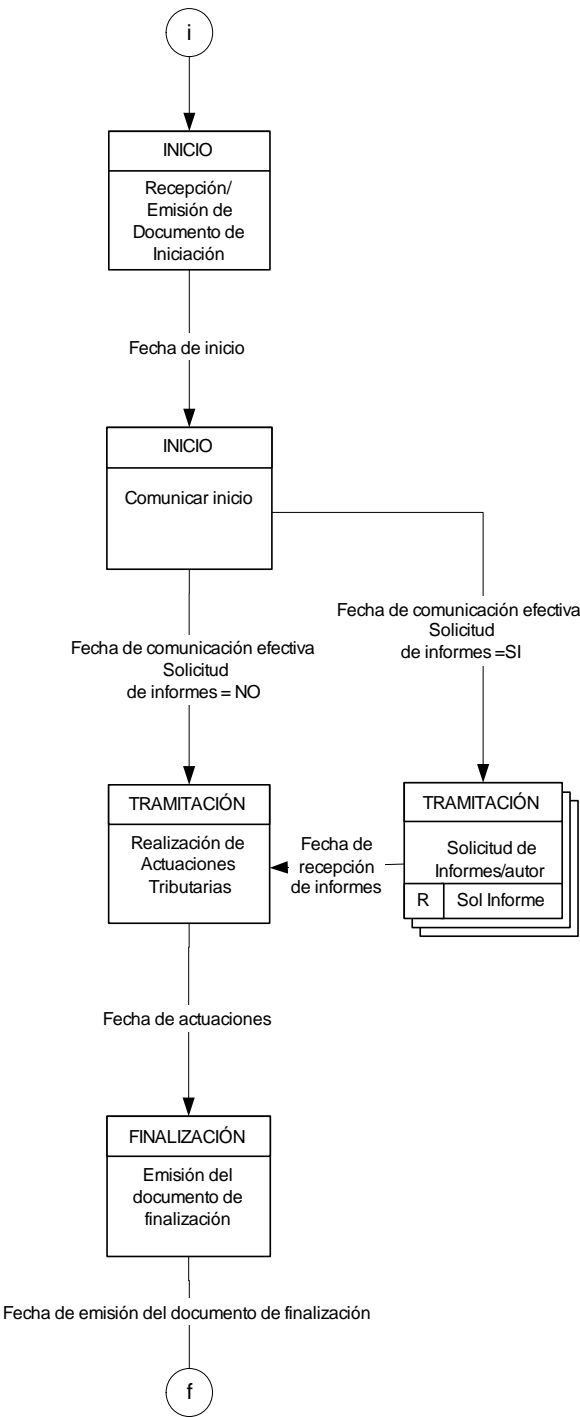 i
INICIO
Recepción/
Emisión de
Documento de
Iniciación
Fecha de inicio
INICIO
Comunicar inicio
Fecha de comunicación efectiva
Solicitud
de informes =SI
Fecha de comunicación efectiva
Solicitud
de informes = NO
TRAMITACIÓN
Realización de
Actuaciones
Tributarias
Fecha de
recepción
de informes
TRAMITACIÓN
Solicitud de
Informes/autor
R
Sol Informe
Fecha de actuaciones
FINALIZACIÓN
Emisión del
documento de
finalización
Fecha de emisión del documento de finalización
f